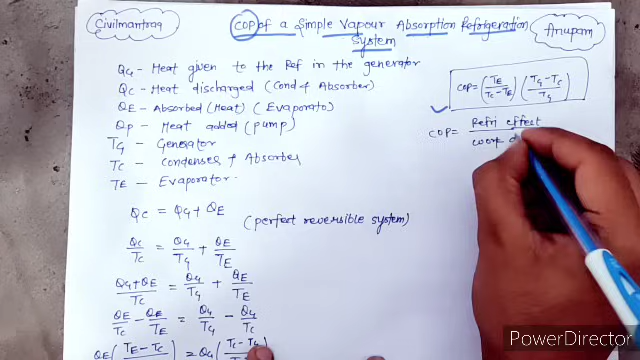 Civilmantraa
COP of a Simple Vapour Absorption Refrigeration
System
Anupam
QG - Heat given to the Ref in the generator
QC - Heat discharged (Cond & Absorber)
QE - Absorbed (Heat) (Evaporato)
QP - Heat added (Pump)
TG - Generator
TC - Condenser & Absorber
TE - Evaporator.
QC = QG + QE
(perfect reversible system)
QC/TC = QG/TG + QE/TE
QG+QE/TC = QG/TG + QE/TE
QE/TC - QE/TE = QG/TG - QG/TC
QE (TE-TC/ = QG (TC-TG/
COP = (TE/TC-TE) (TG-TC/TG)
COP = Refri effect
work
PowerDirector